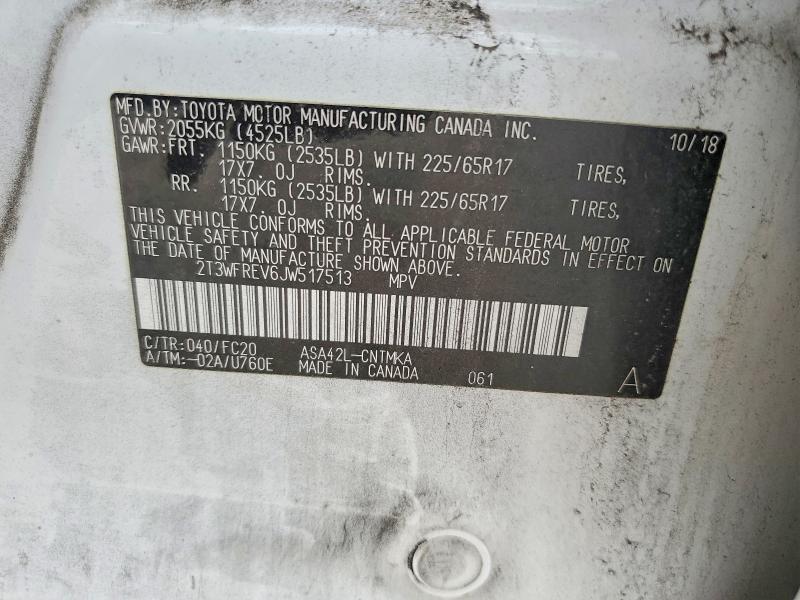 MFD.BY:TOYOTA MOTOR MANUFACTURING CANADA INC. 10/18
GVWR:2055KG (4525LB)
GAWR:FRT. 1150KG (2535LB) WITH 225/65R17 TIRES,
17X7.0J RIMS.
RR. 1150KG (2535LB) WITH 225/65R17 TIRES,
17X7.0J RIMS.
THIS VEHICLE CONFORMS TO ALL APPLICABLE FEDERAL MOTOR
VEHICLE SAFETY AND THEFT PREVENTION STANDARDS IN EFFECT ON
THE DATE OF MANUFACTURE SHOWN ABOVE.
2T3WFREV6JW517513 MPV
C/TR:040/FC20 ASA42L-CNTMKA
A/TM:-02A/U760E MADE IN CANADA 061 A